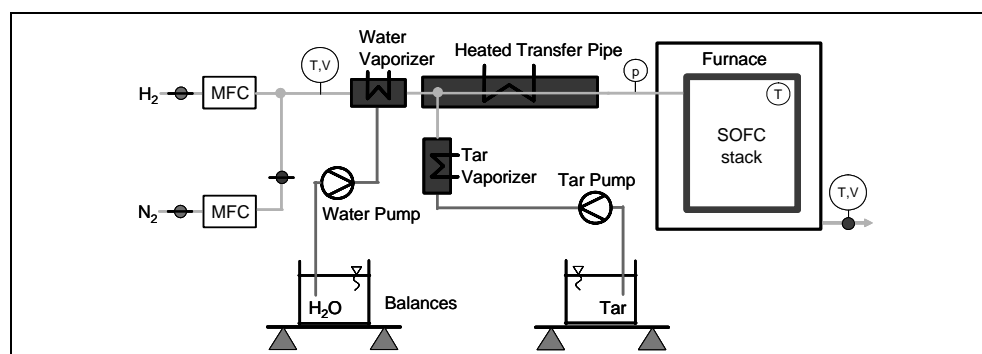 Water
Vaporizer
Heated Transfer Pipe
Furnace
T,V
p
H2
MFC
T
SOFC
stack
Tar
Vaporizer
Tar Pump
T,V
N2
MFC
Water Pump
H2O
Balances
Tar